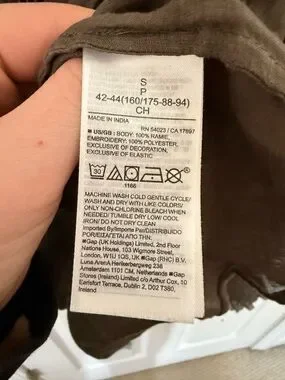 S
P
42-44(160/175-88-94)
CH
MADE IN INDIA RN 54023 / CA 17897
■ US/GB: BODY: 100% RAMIE,
EMBROIDERY: 100% POLYESTER,
EXCLUSIVE OF DECORATION,
EXCLUSIVE OF ELASTIC
30
1166
MACHINE WASH COLD GENTLE CYCLE/
WASH AND DRY WITH LIKE COLORS/
ONLY NON-CHLORINE BLEACH WHEN
NEEDED/ TUMBLE DRY LOW/ COOL
IRON/ DO NOT DRY CLEAN
Imported By/Importé Par/DISTRIBUIDO
POR/ΕΙΣΑΓΕΤΑΙ ΑΠΟ ΤΗΝ:
■Gap (UK Holdings) Limited, 2nd Floor
Nations House, 103 Wigmore Street,
London, W1U 1QS, UK ■Gap (RHC) B.V.
Luna ArenA Herikerbergweg 238
Amsterdam 1101 CM, Netherlands ■Gap
Stores (Ireland) Limited c/o Arthur Cox, 10
Earlsfort Terrace, Dublin 2, D02 T380,
Ireland